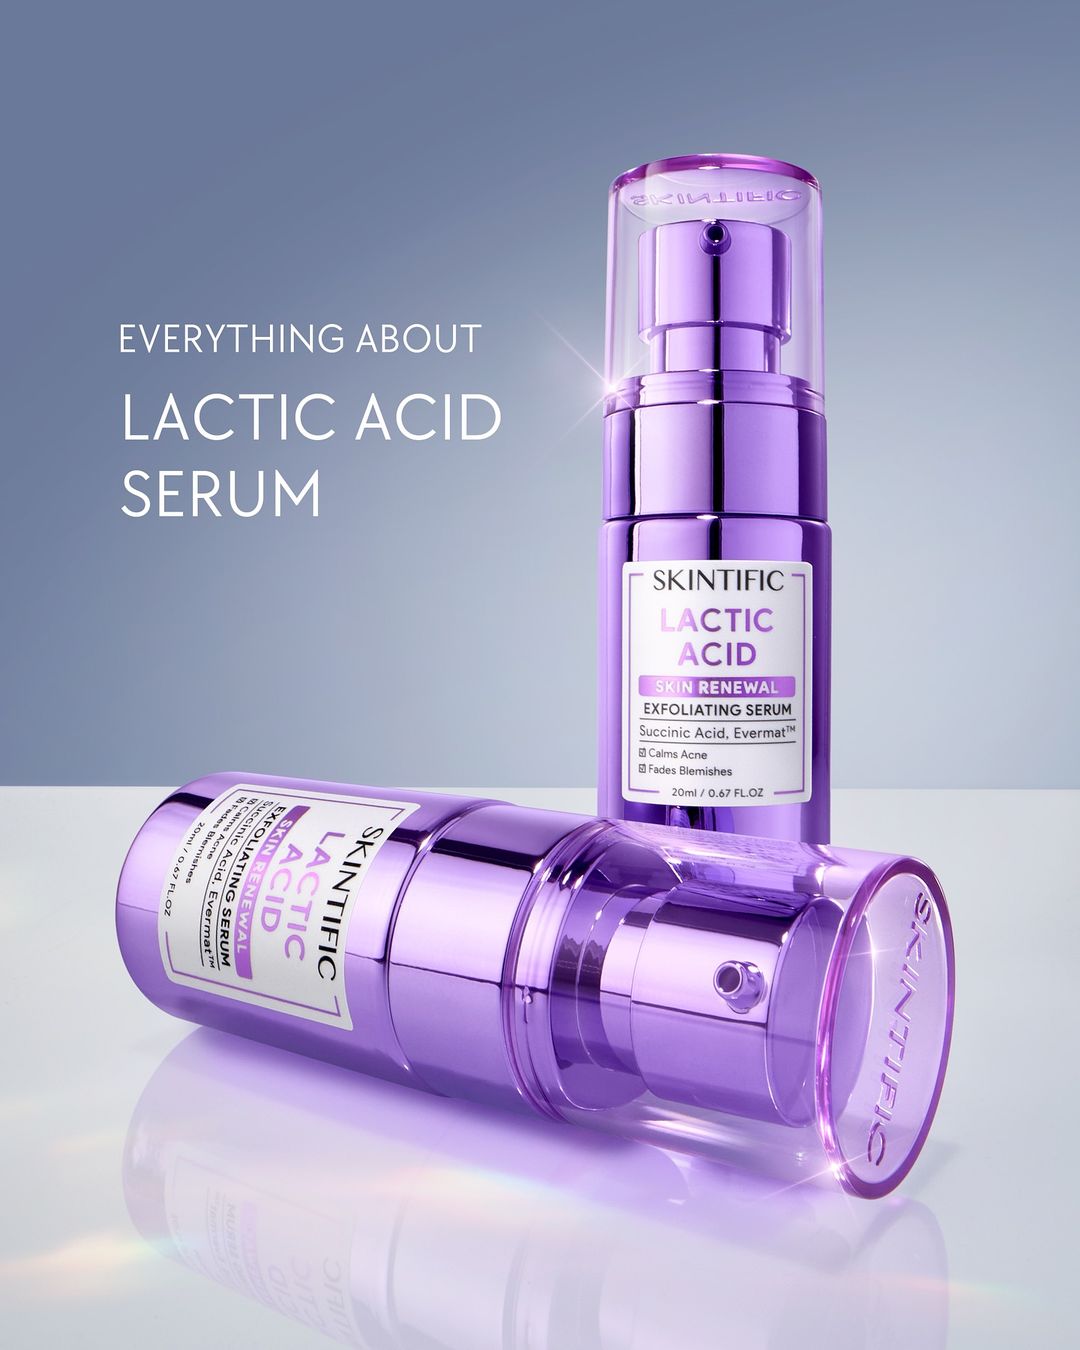 EVERYTHING ABOUT
LACTIC ACID
SERUM
SKINTIFIC
SKINTIFIC
LACTIC
ACID
SKIN RENEWAL
EXFOLIATING SERUM
Succinic Acid, Evermat™
☑ Calms Acne
☑ Fades Blemishes
20ml / 0.67 FL.OZ
SKINTIFIC
LACTIC
ACID
SKIN RENEWAL
EXFOLIATING SERUM
Succinic Acid, Evermat™
☑ Calms Acne
☑ Fades Blemishes
20ml / 0.67 FL.OZ
SKINTIFIC